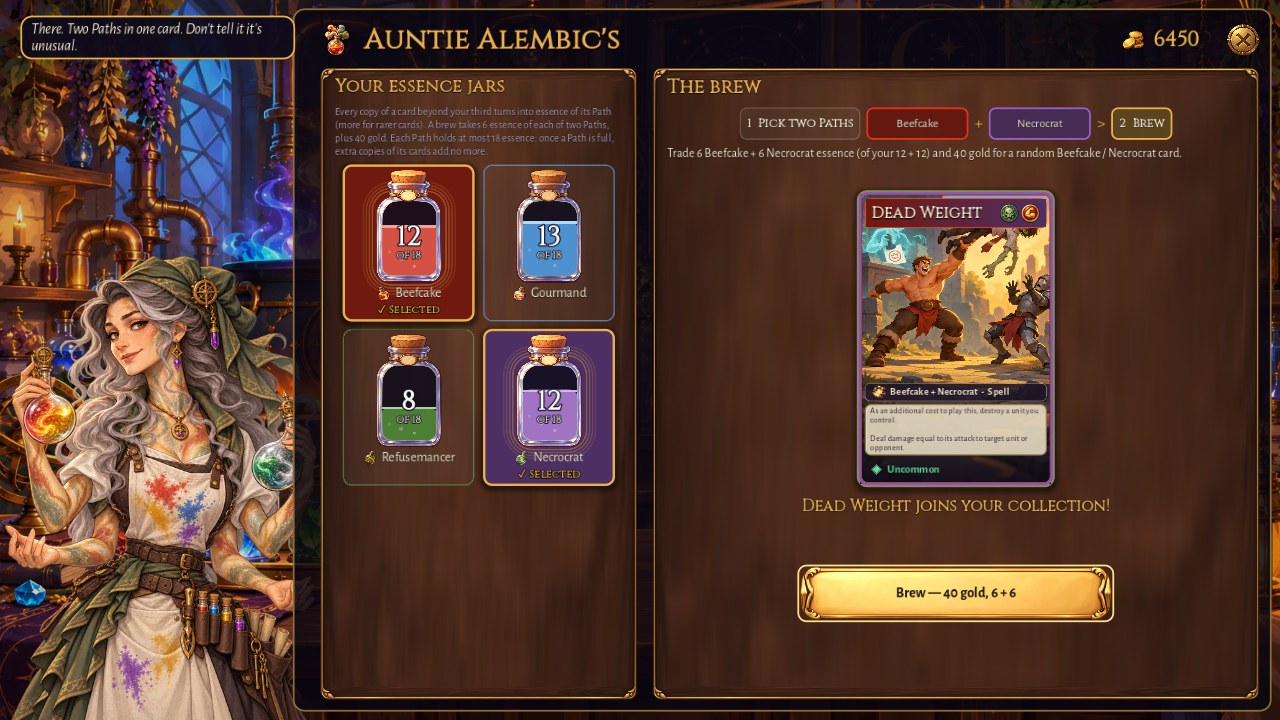 There. Two Paths in one card. Don't tell it it's
unusual.
AUNTIE ALEMBIC'S
6450
YOUR ESSENCE JARS
Every copy of a card beyond your third turns into essence of its Path
(more for rarer cards). A brew takes 6 essence of each of two Paths,
plus 40 gold. Each Path holds at most 18 essence: once a Path is full,
extra copies of its cards add no more.
12
OF 18
Beefcake
✓ SELECTED
13
OF 18
Gourmand
8
OF 18
Refusemancer
12
OF 18
Necrocrat
✓ SELECTED
THE BREW
1 PICK TWO PATHS Beefcake + Necrocrat > 2 BREW
Trade 6 Beefcake + 6 Necrocrat essence (of your 12 + 12) and 40 gold for a random Beefcake / Necrocrat card.
DEAD WEIGHT
Beefcake + Necrocrat - Spell
As an additional cost to play this, destroy a unit you
control.
Deal damage equal to its attack to target unit or
opponent
Uncommon
DEAD WEIGHT JOINS YOUR COLLECTION!
Brew — 40 gold, 6 + 6